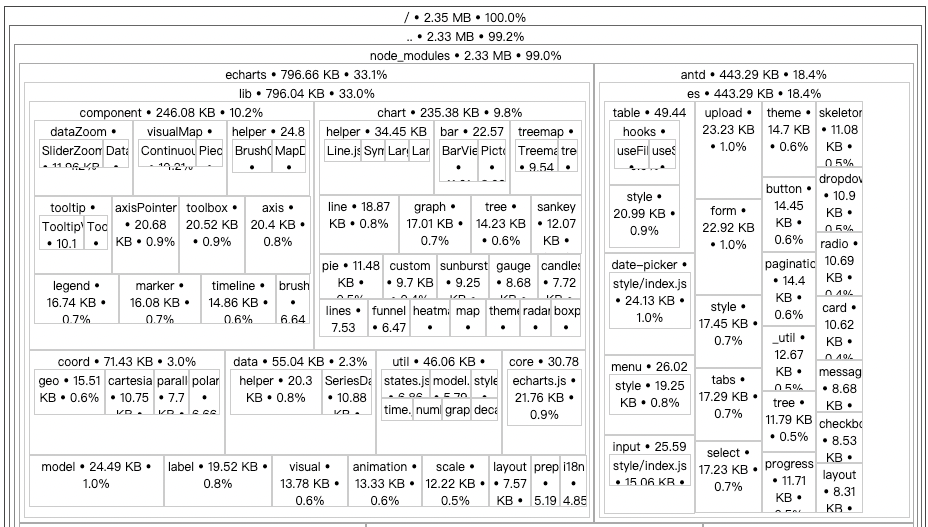 / • 2.35 MB • 100.0%
.. • 2.33 MB • 99.2%
node_modules • 2.33 MB • 99.0%
echarts • 796.66 KB • 33.1%
lib • 796.04 KB • 33.0%
component • 246.08 KB • 10.2%
dataZoom •
SliderZoom
Data
visualMap •
Continuou
Piec
helper • 24.8
Brush
MapD
•
•
tooltip •
Tooltip
Too
• 10.1
•
axisPointer
• 20.68
KB • 0.9%
toolbox •
20.52 KB
• 0.9%
axis •
20.4 KB •
0.8%
legend •
16.74 KB •
0.7%
marker •
16.08 KB •
0.7%
timeline •
14.86 KB •
0.6%
brush
•
6.64
chart • 235.38 KB • 9.8%
helper • 34.45 KB
Line.js
Sym
Lar
Lar
bar • 22.57
BarVie
Picto
•
•
treemap •
Treema
tre
• 9.54
•
line • 18.87
KB • 0.8%
graph •
17.01 KB •
0.7%
tree •
14.23 KB
• 0.6%
sankey
• 12.07
KB •
pie • 11.48
KB •
custom
• 9.7 KB
sunburst
• 9.25
KB •
gauge
• 8.68
KB •
candles
• 7.72
KB •
lines •
7.53
funnel
• 6.47
heatm
•
map
•
theme
•
radar
•
boxp
•
coord • 71.43 KB • 3.0%
geo • 15.51
KB • 0.6%
cartesia
• 10.75
KB •
parall
• 7.7
KB •
polar
•
6.66
data • 55.04 KB • 2.3%
helper • 20.3
KB • 0.8%
SeriesDa
• 10.88
KB •
util • 46.06 KB •
states.js
model.
style
time.
num
grap
deca
core • 30.78
echarts.js •
21.76 KB •
0.9%
model • 24.49 KB •
1.0%
label • 19.52 KB •
0.8%
visual •
13.78 KB •
0.6%
animation •
13.33 KB •
0.6%
scale •
12.22 KB •
0.5%
layout
• 7.57
KB •
prep
•
5.19
i18n
•
4.85
antd • 443.29 KB • 18.4%
es • 443.29 KB • 18.4%
table • 49.44
hooks •
useFil
useS
style •
20.99 KB •
0.9%
date-picker •
style/index.js
• 24.13 KB •
1.0%
menu • 26.02
style • 19.25
KB • 0.8%
input • 25.59
style/index.js
• 15.06 KB •
upload •
23.23 KB
• 1.0%
form •
22.92 KB
• 1.0%
style •
17.45 KB •
0.7%
tabs •
17.29 KB •
0.7%
select •
17.23 KB •
0.7%
theme •
14.7 KB
• 0.6%
button •
14.45
KB •
0.6%
paginatic
• 14.4
KB •
0.6%
_util •
12.67
KB •
0.5%
tree •
11.79 KB
• 0.5%
progress
• 11.71
KB •
skeletor
• 11.08
KB •
0.5%
dropdow
• 10.9
KB •
0.5%
radio •
10.69
KB •
0.4%
card •
10.62
KB •
0.4%
messag
• 8.68
KB •
checkbo
• 8.53
KB •
layout
• 8.31
KB •